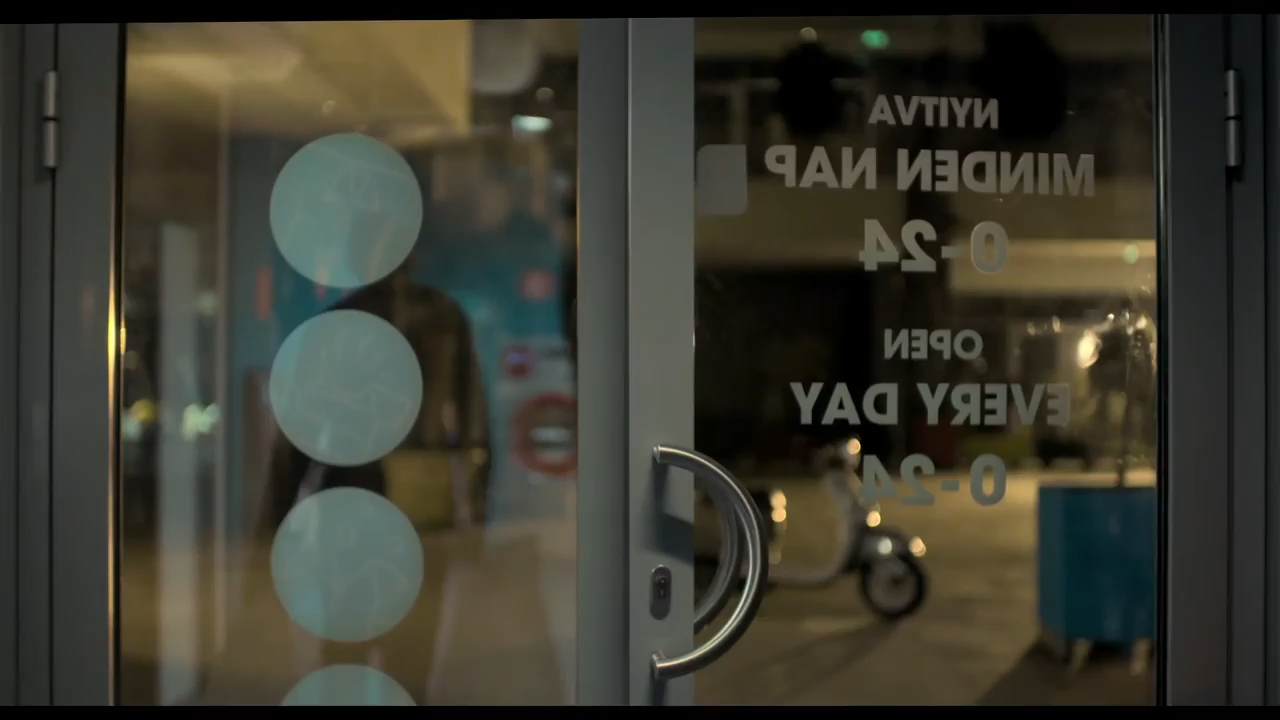 NYITVA
MINDEN NAP
0-24
OPEN
EVERY DAY
0-24